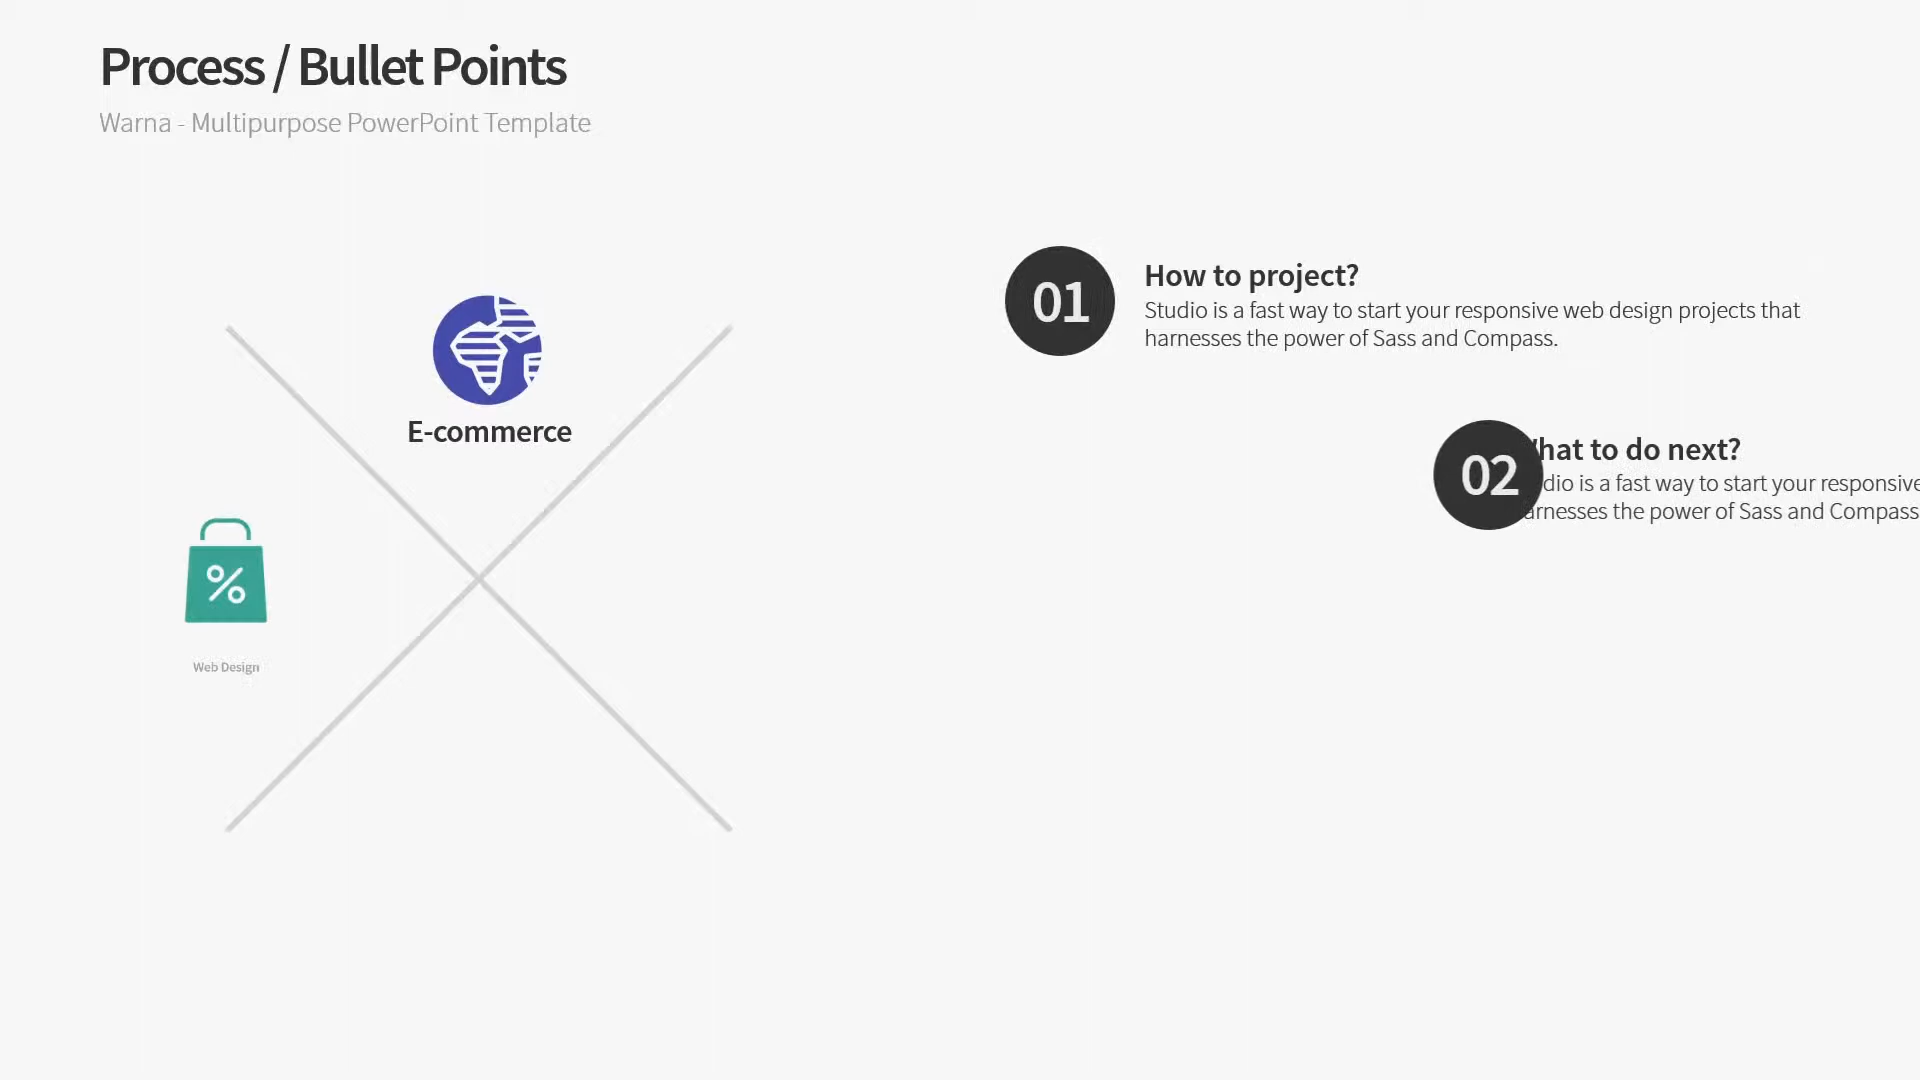 Process / Bullet Points
Warna - Multipurpose PowerPoint Template
E-commerce
%
Web Design
01
How to project?
Studio is a fast way to start your responsive web design projects that
harnesses the power of Sass and Compass.
02
hat to do next?
dio is a fast way to start your responsive
arnesses the power of Sass and Compass